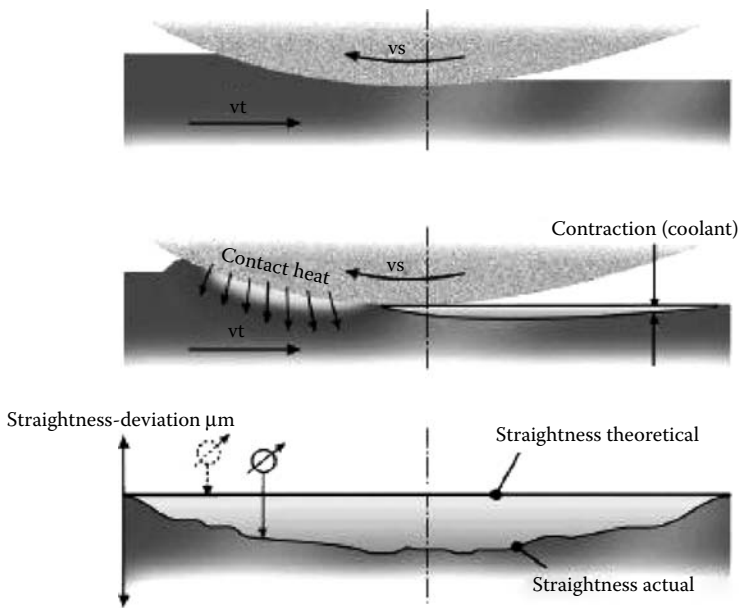 vs
vt
Contraction (coolant)
Contact heat
vs
vt
Straightness-deviation μm
Straightness theoretical
Straightness actual